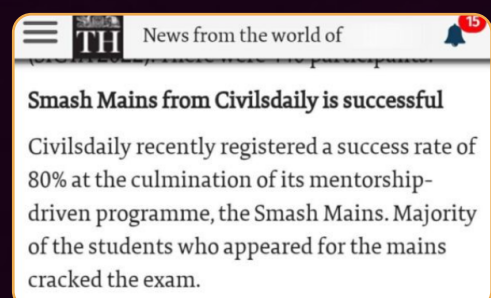 15
TH News from the world of
Smash Mains from Civilsdaily is successful
Civilsdaily recently registered a success rate of
80% at the culmination of its mentorship-
driven programme, the Smash Mains. Majority
of the students who appeared for the mains
cracked the exam.